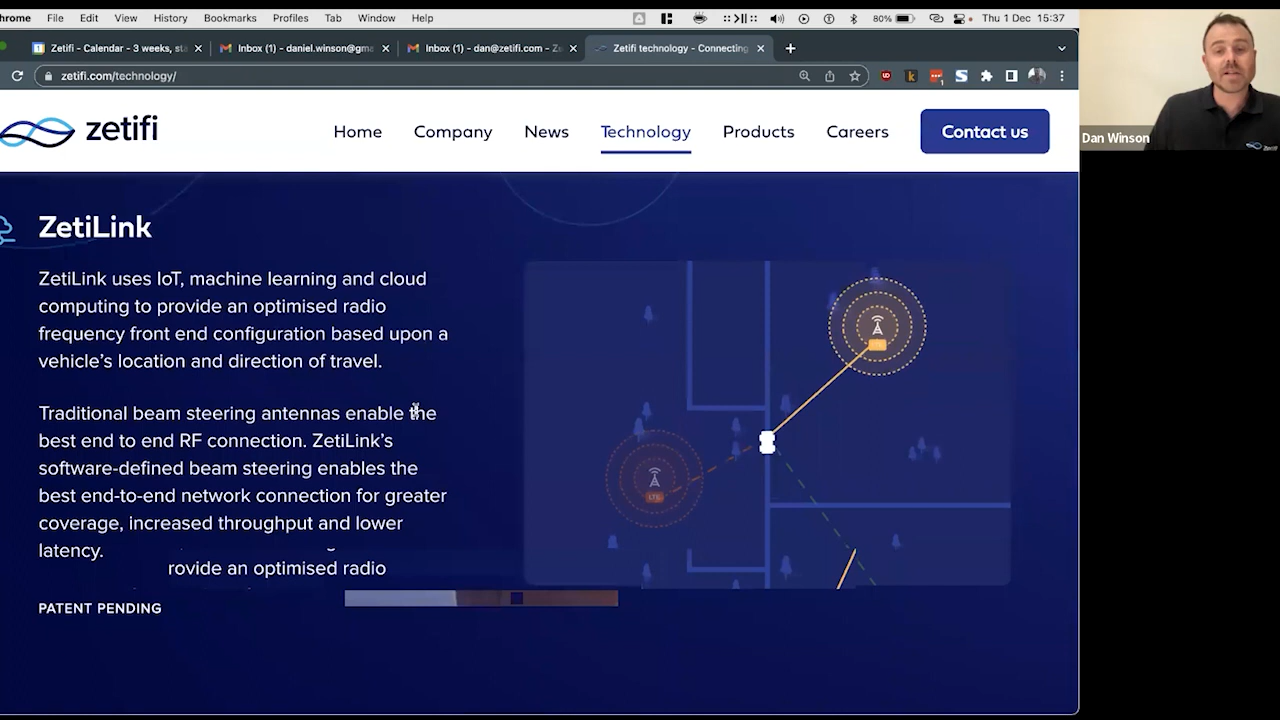 hrome File Edit View History Bookmarks Profiles Tab Window Help 80% Thu 1 Dec 15:37
Zetifi - Calendar - 3 weeks, sta Inbox (1) - daniel.winson@gma Inbox (1) - dan@zetifi.com - Ze Zetifi technology - Connecting
zetifi.com/technology/
zetifi Home Company News Technology Products Careers Contact us
Dan Winson
ZetiLink
ZetiLink uses IoT, machine learning and cloud
computing to provide an optimised radio
frequency front end configuration based upon a
vehicle's location and direction of travel.
Traditional beam steering antennas enable the
best end to end RF connection. ZetiLink's
software-defined beam steering enables the
best end-to-end network connection for greater
coverage, increased throughput and lower
latency.
rovide an optimised radio
PATENT PENDING